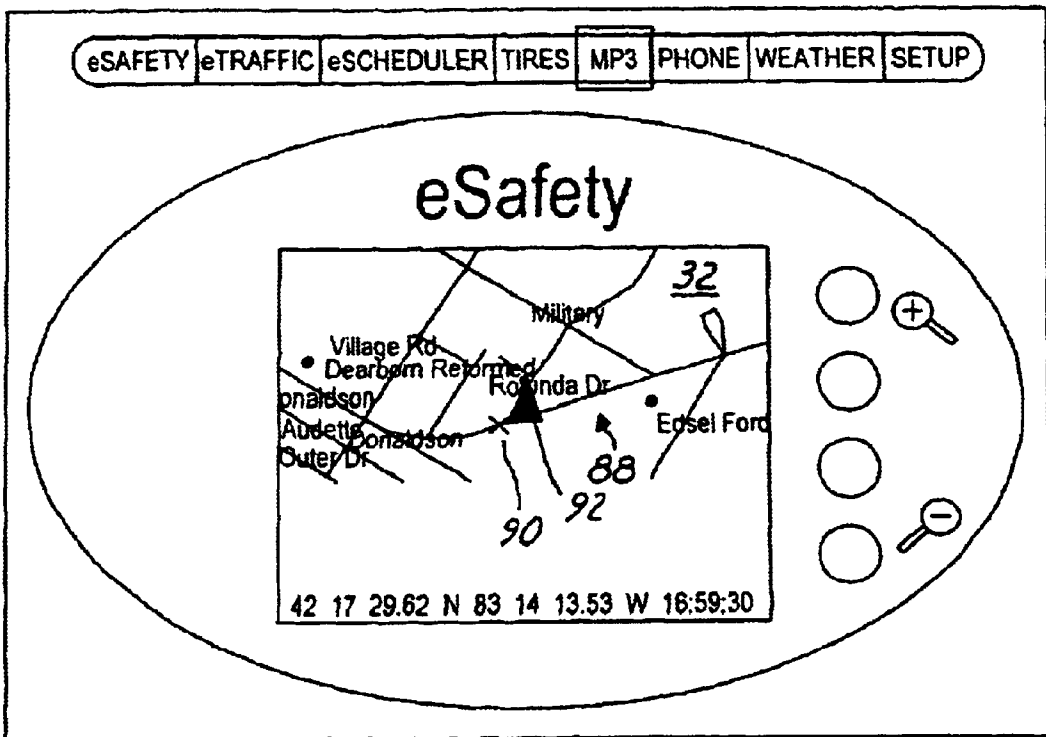 eSAFETY eTRAFFIC eSCHEDULER TIRES MP3 PHONE WEATHER SETUP
eSafety
32
Military
Village Rd
Dearborn Reformed
Rotunda Dr
onaldson
Edsel Ford
Audette
Donaldson
Outer Dr
88
90
92
42 17 29.62 N 83 14 13.53 W 16:59:30
+
−